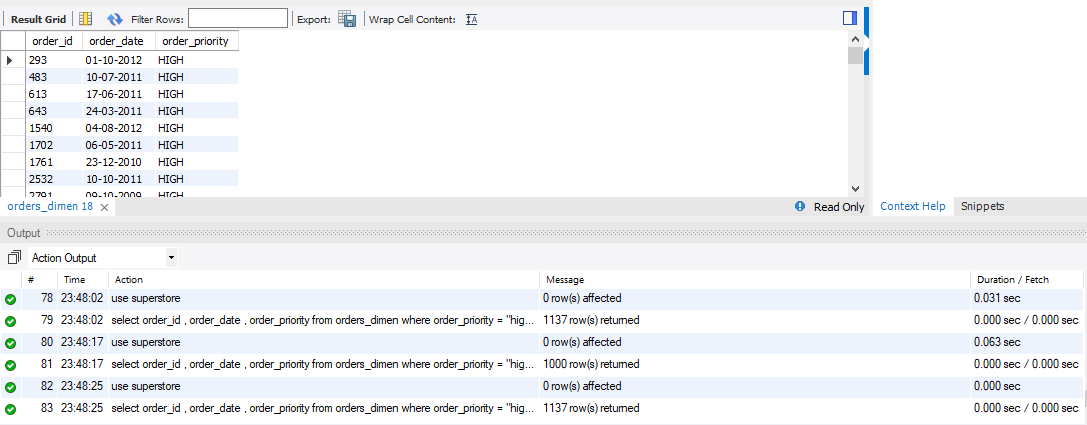 Result Grid Filter Rows: Export: Wrap Cell Content:
order_id order_date order_priority
293 01-10-2012 HIGH
483 10-07-2011 HIGH
613 17-06-2011 HIGH
643 24-03-2011 HIGH
1540 04-08-2012 HIGH
1702 06-05-2011 HIGH
1761 23-12-2010 HIGH
2532 10-10-2011 HIGH
2791 09-10-2009 HIGH
orders_dimen 18 Read Only Context Help Snippets
Output
Action Output
# Time Action Message Duration / Fetch
78 23:48:02 use superstore 0 row(s) affected 0.031 sec
79 23:48:02 select order_id , order_date , order_priority from orders_dimen where order_priority = "hig... 1137 row(s) returned 0.000 sec / 0.000 sec
80 23:48:17 use superstore 0 row(s) affected 0.063 sec
81 23:48:17 select order_id , order_date , order_priority from orders_dimen where order_priority = "hig... 1000 row(s) returned 0.000 sec / 0.000 sec
82 23:48:25 use superstore 0 row(s) affected 0.000 sec
83 23:48:25 select order_id , order_date , order_priority from orders_dimen where order_priority = "hig... 1137 row(s) returned 0.000 sec / 0.000 sec